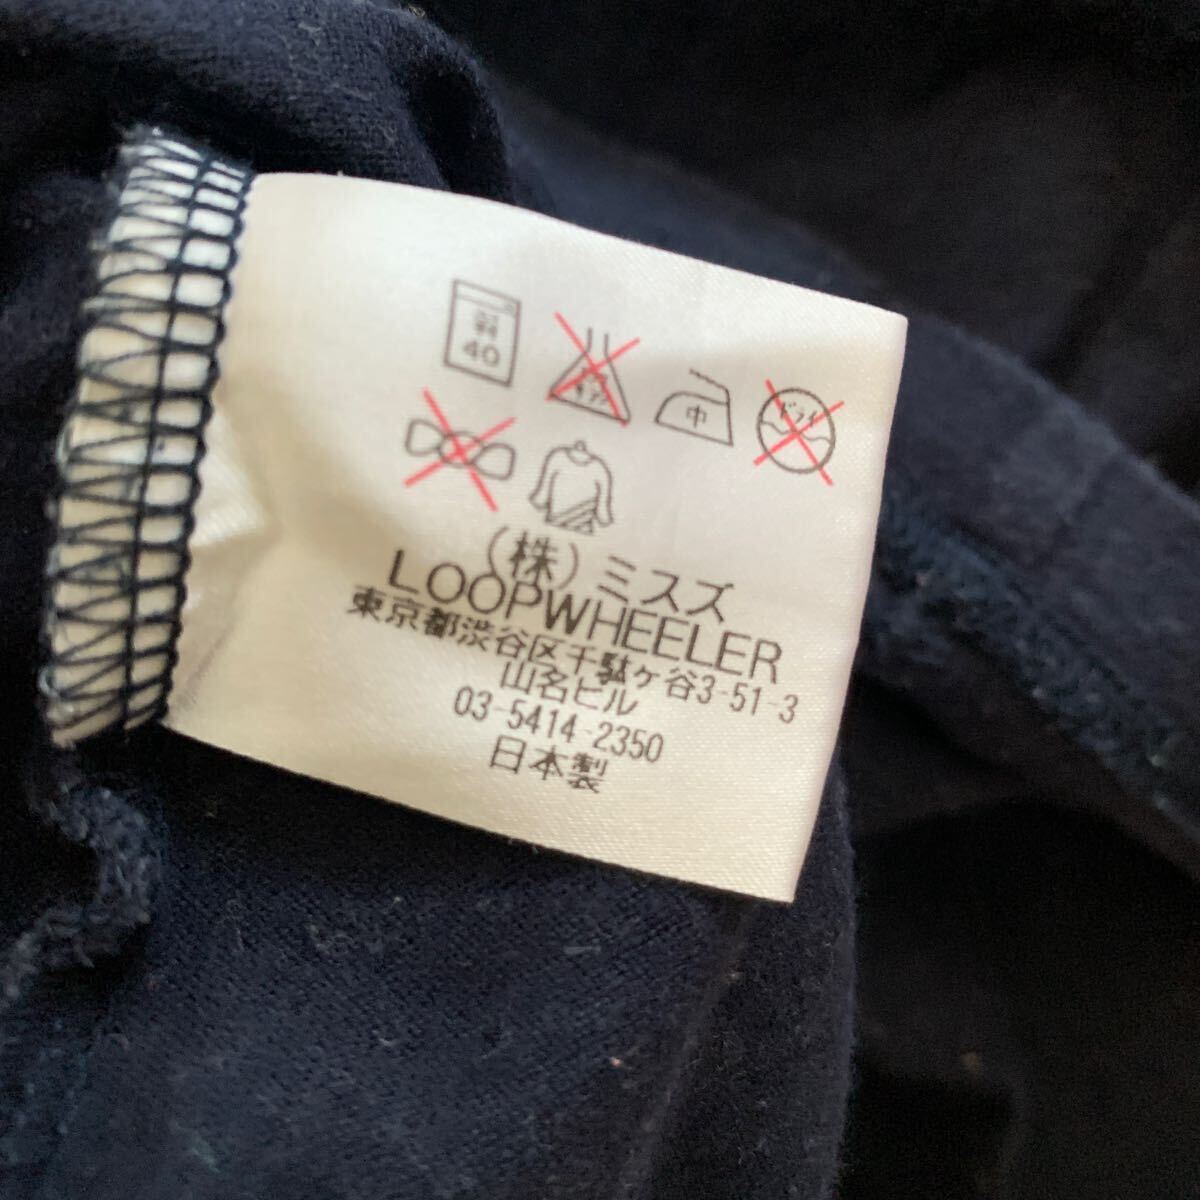 40
中
ドライ
(株)ミスズ
LOOPWHEELER
東京都渋谷区千駄ヶ谷3-51-3
山名ビル
03-5414-2350
日本製